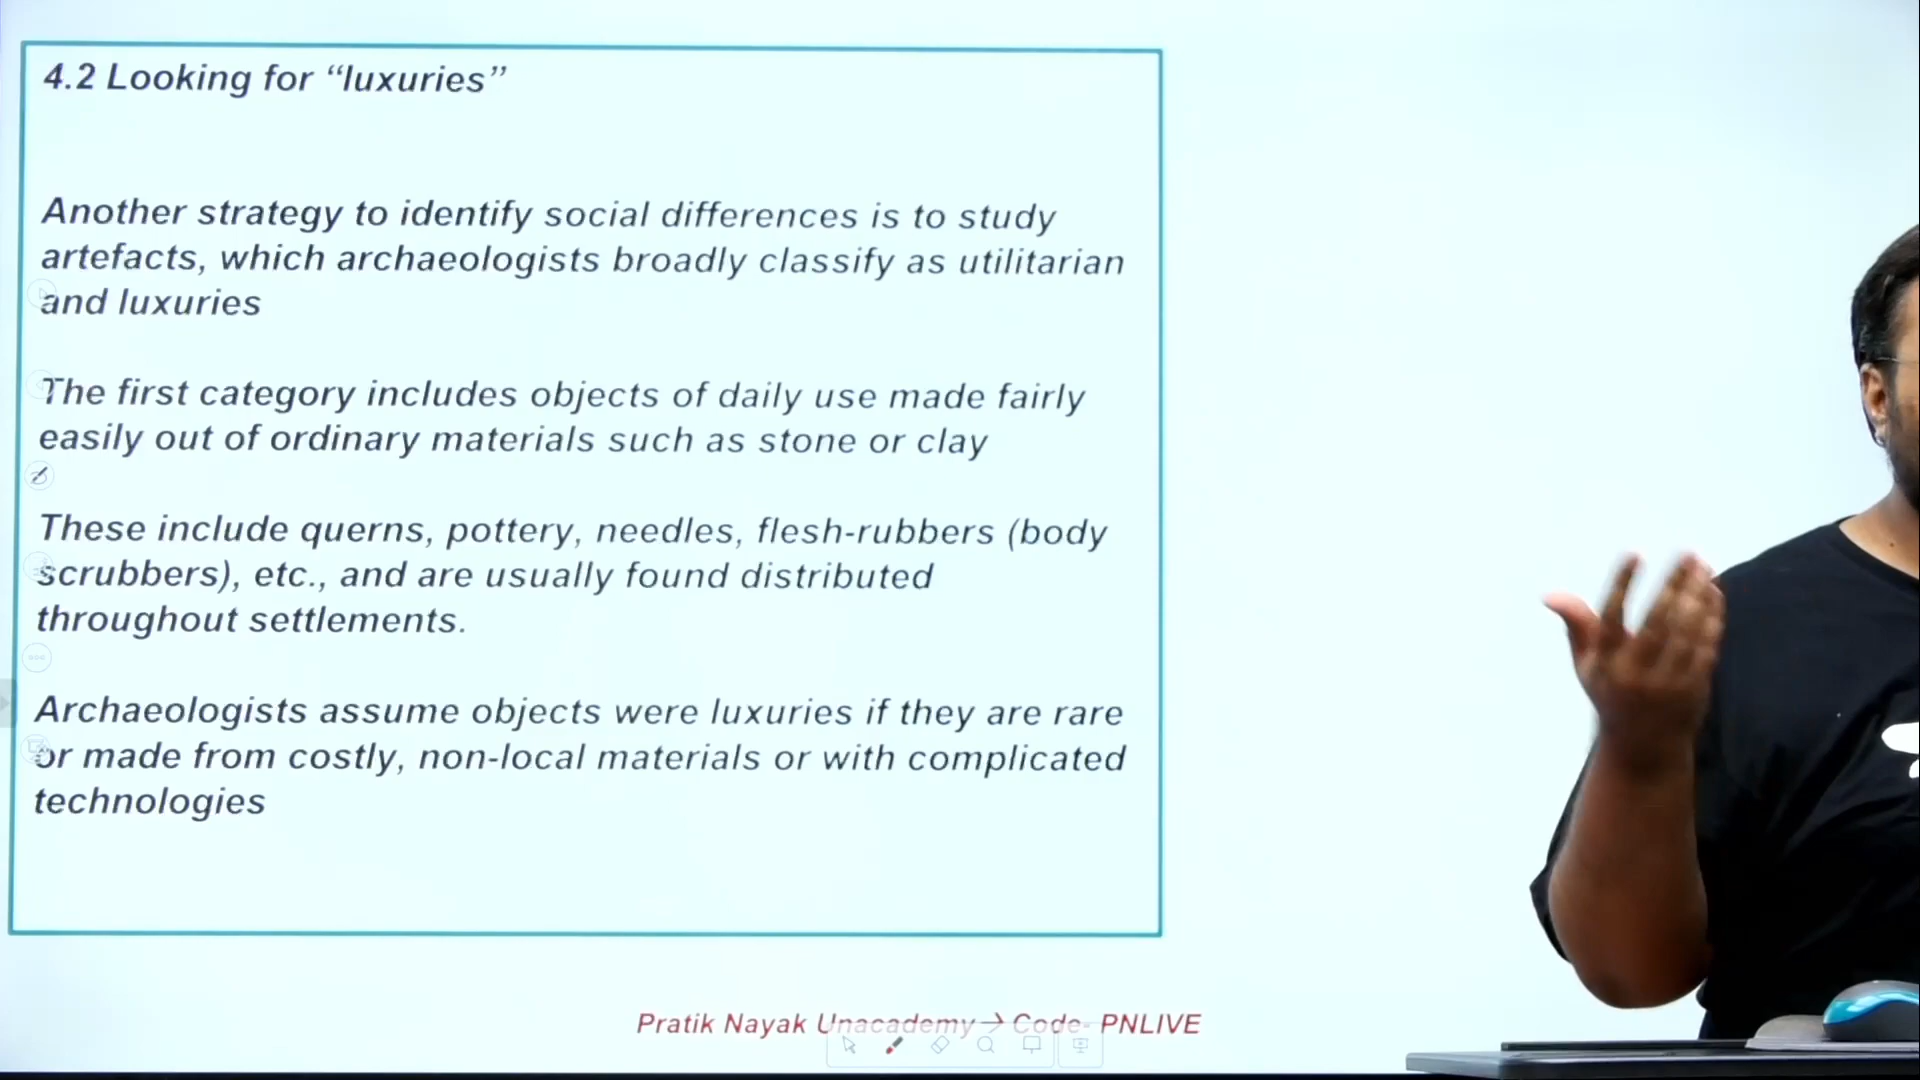 4.2 Looking for “luxuries”
Another strategy to identify social differences is to study
artefacts, which archaeologists broadly classify as utilitarian
and luxuries
The first category includes objects of daily use made fairly
easily out of ordinary materials such as stone or clay
These include querns, pottery, needles, flesh-rubbers (body
scrubbers), etc., and are usually found distributed
throughout settlements.
Archaeologists assume objects were luxuries if they are rare
or made from costly, non-local materials or with complicated
technologies
Pratik Nayak Unacademy→ Code- PNLIVE